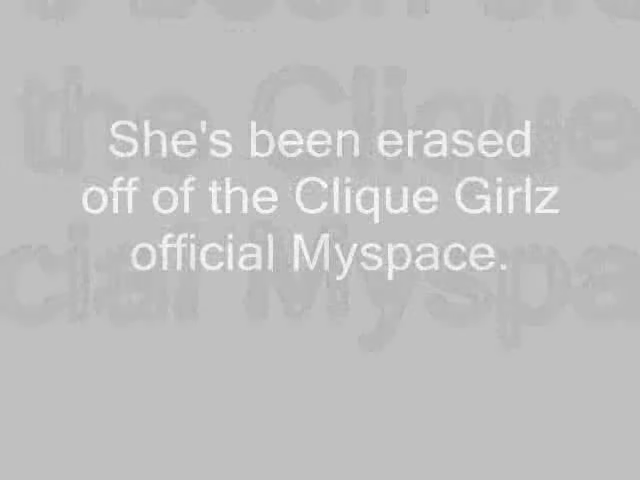 She's been erased
off of the Clique Girlz
official Myspace.